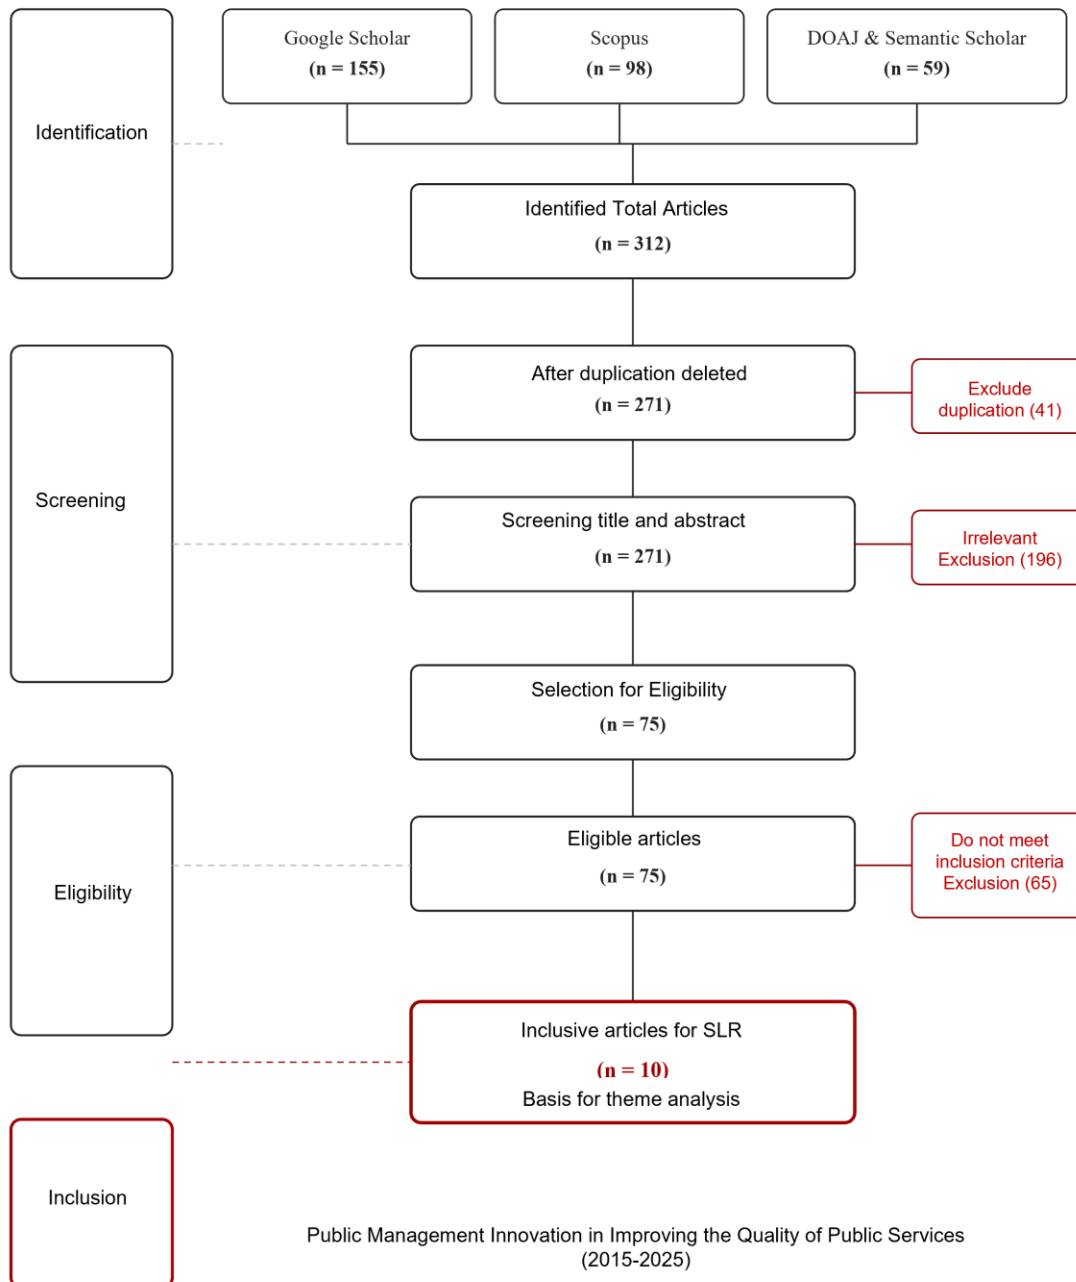 Google Scholar
(n = 155)
Scopus
(n = 98)
DOAJ & Semantic Scholar
(n = 59)
Identification
Identified Total Articles
(n = 312)
After duplication deleted
(n = 271)
Exclude
duplication (41)
Screening
Screening title and abstract
(n = 271)
Irrelevant
Exclusion (196)
Selection for Eligibility
(n = 75)
Eligible articles
(n = 75)
Do not meet
inclusion criteria
Exclusion (65)
Eligibility
Inclusive articles for SLR
(n = 10)
Basis for theme analysis
Inclusion
Public Management Innovation in Improving the Quality of Public Services
(2015-2025)